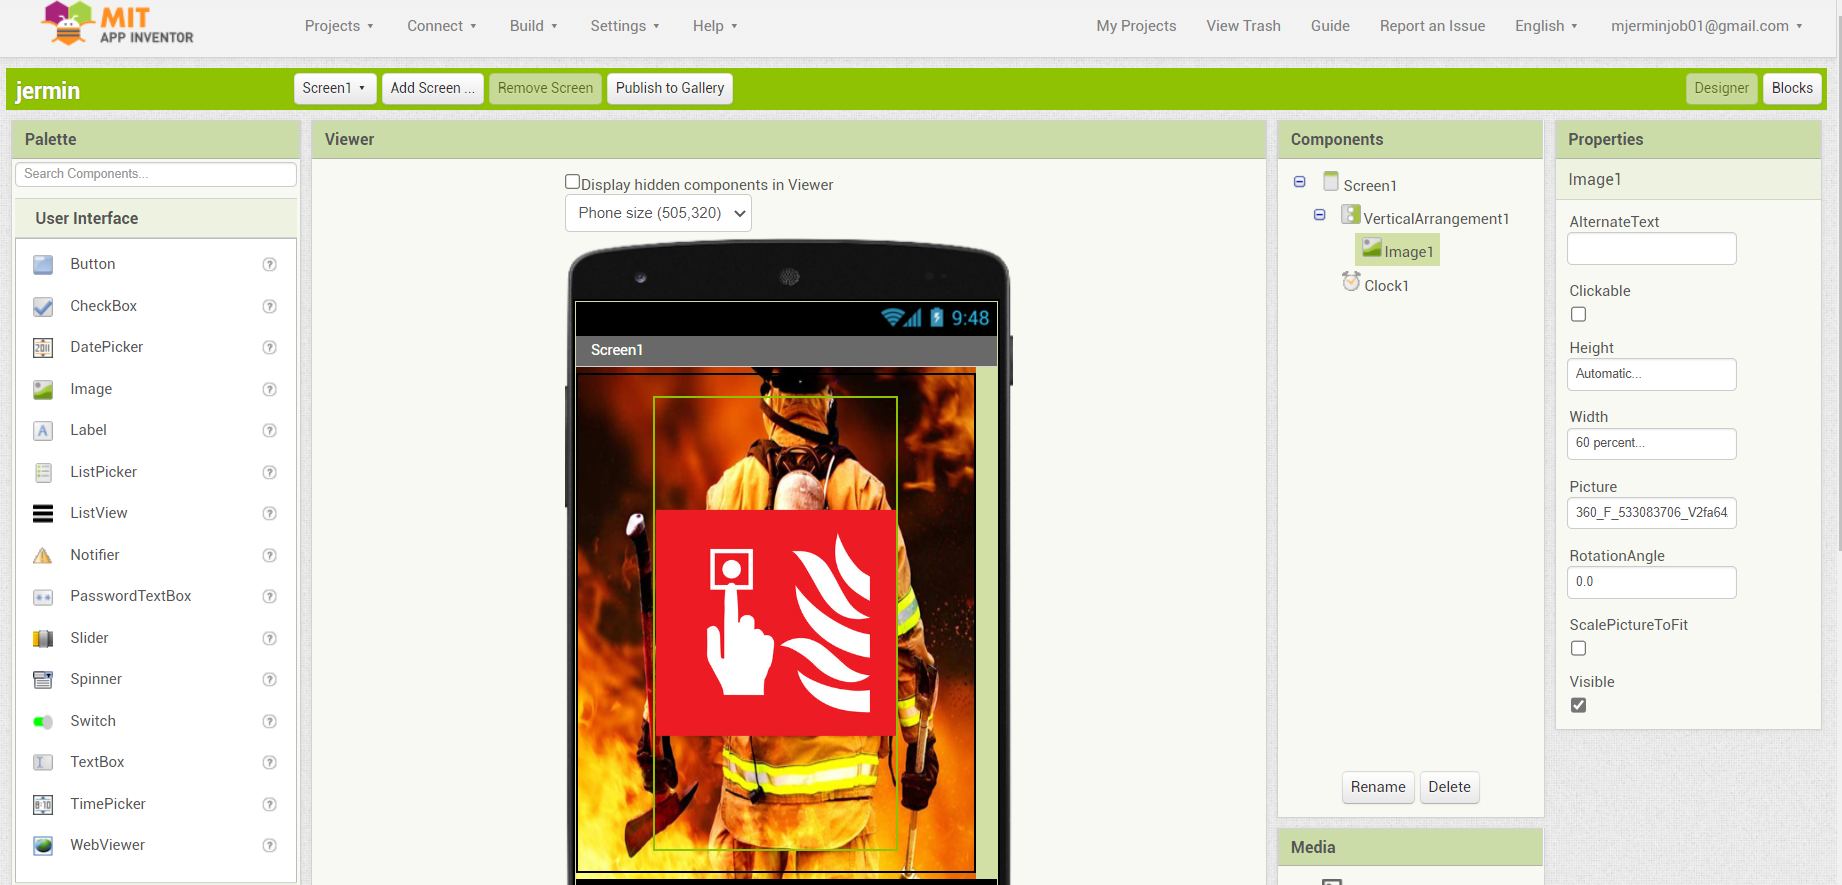 MIT
APP INVENTOR
Projects
Connect
Build
Settings
Help
My Projects
View Trash
Guide
Report an Issue
English
mjerminjob01@gmail.com
jermin
Screen1
Add Screen ...
Remove Screen
Publish to Gallery
Designer
Blocks
Palette
Search Components...
User Interface
Button
CheckBox
DatePicker
Image
Label
ListPicker
ListView
Notifier
PasswordTextBox
Slider
Spinner
Switch
TextBox
TimePicker
WebViewer
Viewer
Display hidden components in Viewer
Phone size (505,320)
9:48
Screen1
Components
Screen1
VerticalArrangement1
Image1
Clock1
Rename
Delete
Media
Properties
Image1
AlternateText
Clickable
Height
Automatic...
Width
60 percent...
Picture
360_F_533083706_V2fa64
RotationAngle
0.0
ScalePictureToFit
Visible